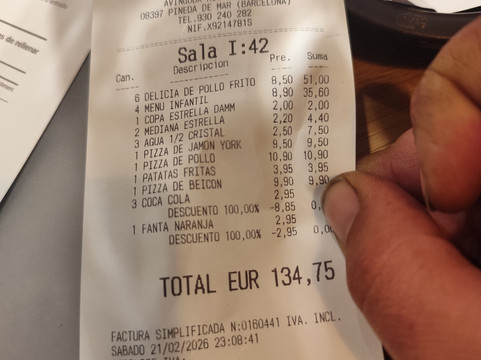 08397 PINEDA DE MAR (BARCELONA)
TEL.930 240 282
NIF.X9214781S
Sala I:42
Can. Descripcion Pre. Suma
6 DELICIA DE POLLO FRITO 8,50 51,00
4 MENU INFANTIL 8,90 35,60
1 COPA ESTRELLA DAMM 2,00 2,00
2 MEDIANA ESTRELLA 2,20 4,40
3 AGUA 1/2 CRISTAL 2,50 7,50
1 PIZZA DE JAMON YORK 9,50 9,50
1 PIZZA DE POLLO 10,90 10,90
1 PATATAS FRITAS 3,95 3,95
1 PIZZA DE BEICON 9,90 9,90
3 COCA COLA 2,95
DESCUENTO 100,00% -8,85 0,
1 FANTA NARANJA 2,95
DESCUENTO 100,00% -2,95 0,00
TOTAL EUR 134,75
FACTURA SIMPLIFICADA N:0160441 IVA. INCL.
SABADO 21/02/2026 23:08:41
de rellenar